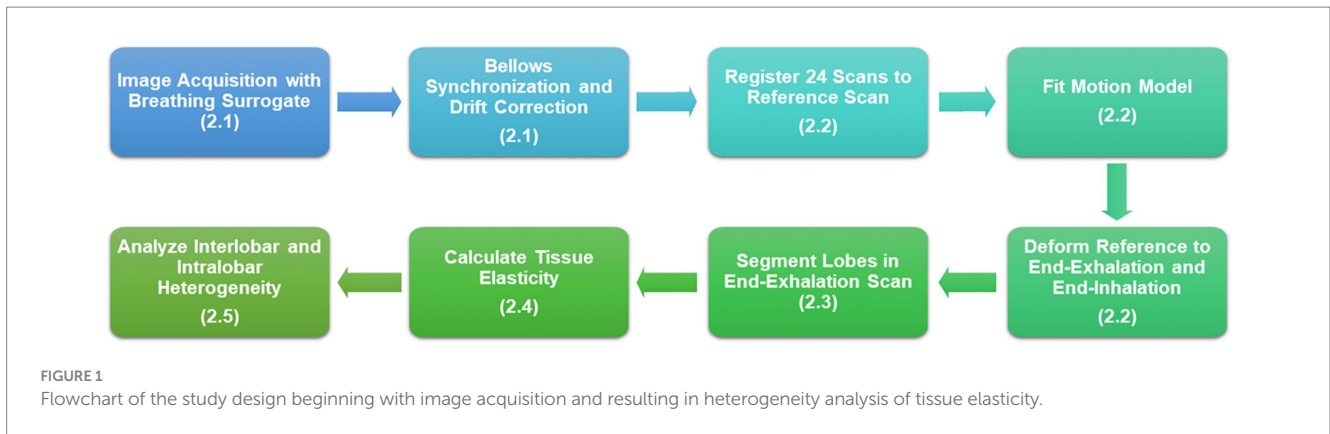 Image Acquisition with
Breathing Surrogate
(2.1)
Bellows
Synchronization and
Drift Correction
(2.1)
Register 24 Scans to
Reference Scan
(2.2)
Fit Motion Model
(2.2)
Deform Reference to
End-Exhalation and
End-Inhalation
(2.2)
Segment Lobes in
End-Exhalation Scan
(2.3)
Calculate Tissue
Elasticity
(2.4)
Analyze Interlobar and
Intralobar
Heterogeneity
(2.5)
FIGURE 1
Flowchart of the study design beginning with image acquisition and resulting in heterogeneity analysis of tissue elasticity.